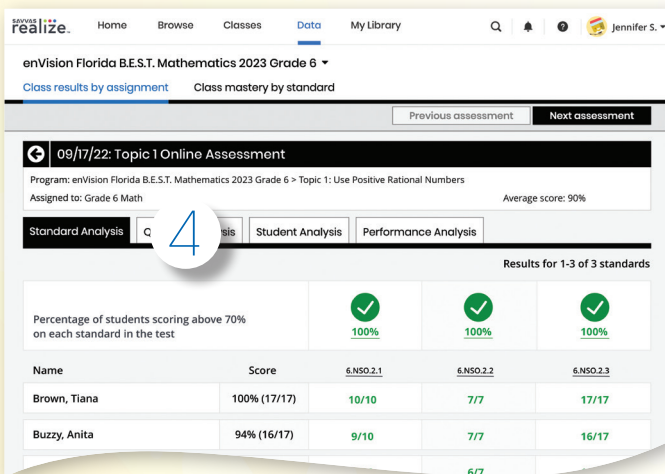 SAVVAS
realize.
Home Browse Classes Data My Library
Jennifer S.
enVision Florida B.E.S.T. Mathematics 2023 Grade 6
Class results by assignment Class mastery by standard
Previous assessment Next assessment
09/17/22: Topic 1 Online Assessment
Program: enVision Florida B.E.S.T. Mathematics 2023 Grade 6 > Topic 1: Use Positive Rational Numbers
Assigned to: Grade 6 Math Average score: 90%
Standard Analysis 4 Student Analysis Performance Analysis
Results for 1-3 of 3 standards
Percentage of students scoring above 70%
on each standard in the test
100% 100% 100%
Name Score 6.NSO.2.1 6.NSO.2.2 6.NSO.2.3
Brown, Tiana 100% (17/17) 10/10 7/7 17/17
Buzzy, Anita 94% (16/17) 9/10 7/7 16/17
6/7